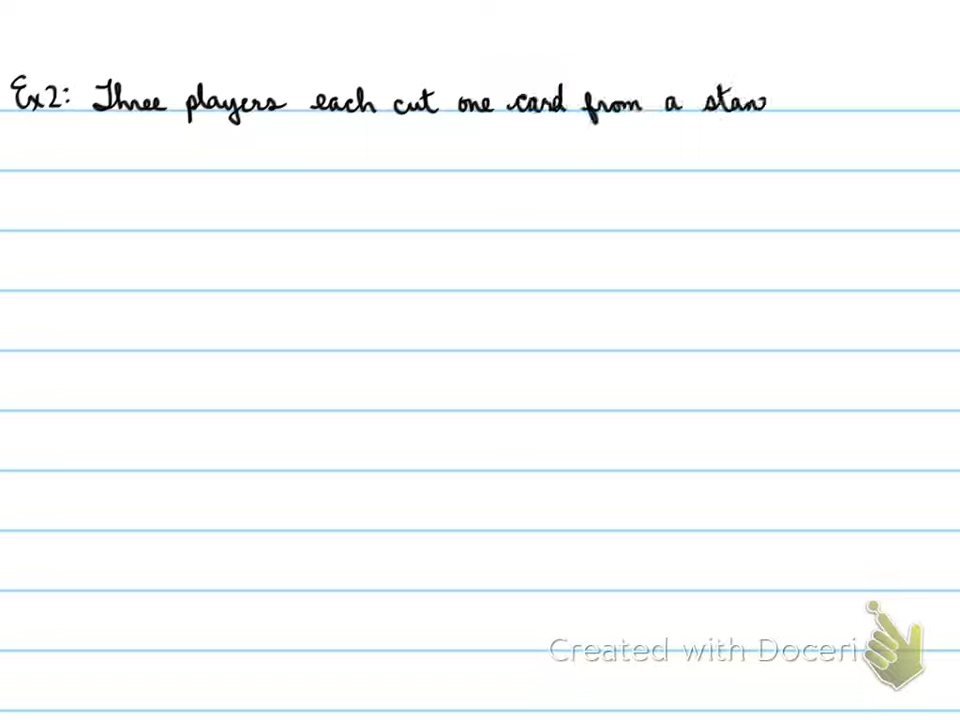 Ex2: Three players each cut one card from a stan
Created with Doceri